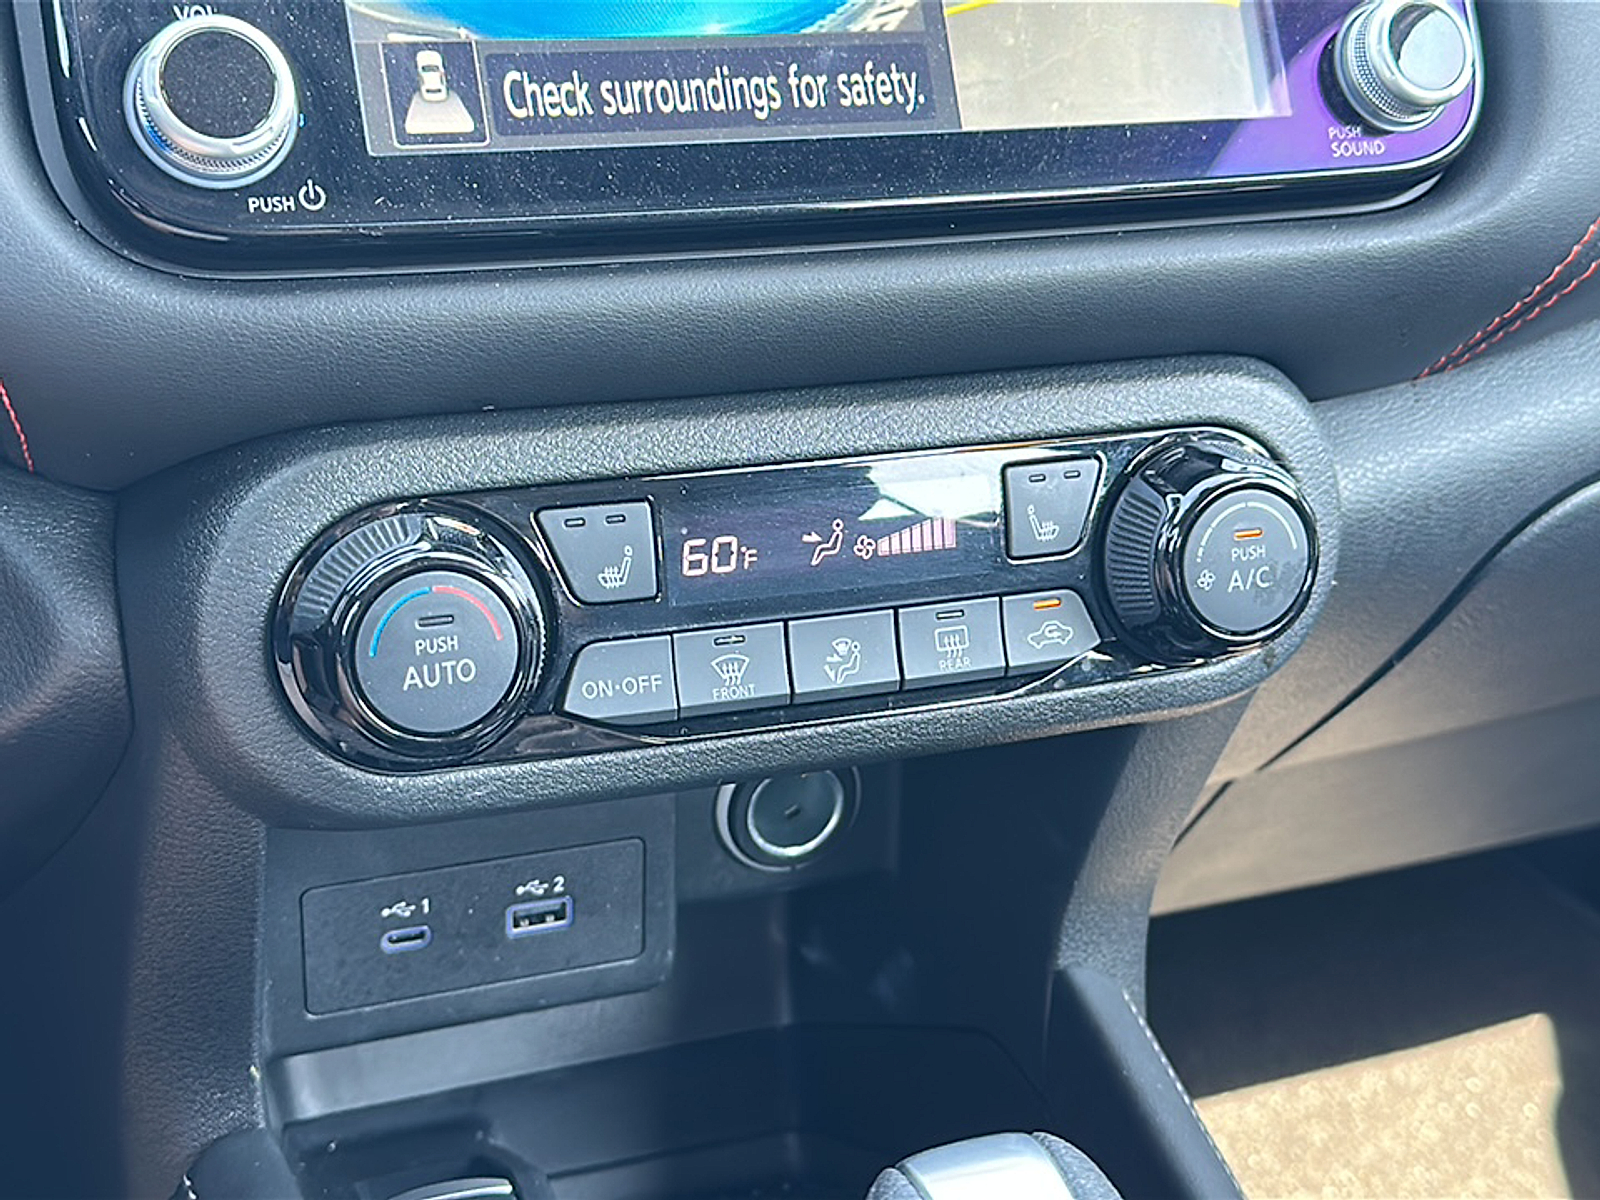 VOL
Check surroundings for safety.
PUSH
PUSH
SOUND
60°F
PUSH
A/C
PUSH
AUTO
ON•OFF
FRONT
REAR
1
2